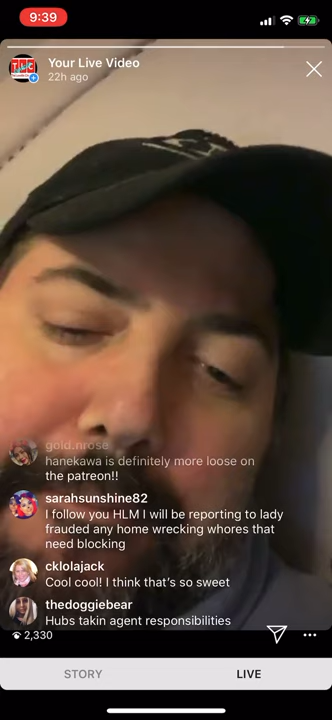 9:39
Your Live Video
22h ago
gold.nrose
hanekawa is definitely more loose on
the patreon!!
sarahsunshine82
I follow you HLM I will be reporting to lady
frauded any home wrecking whores that
need blocking
cklolajack
Cool cool! I think that's so sweet
thedoggiebear
Hubs takin agent responsibilities
2,330
STORY
LIVE